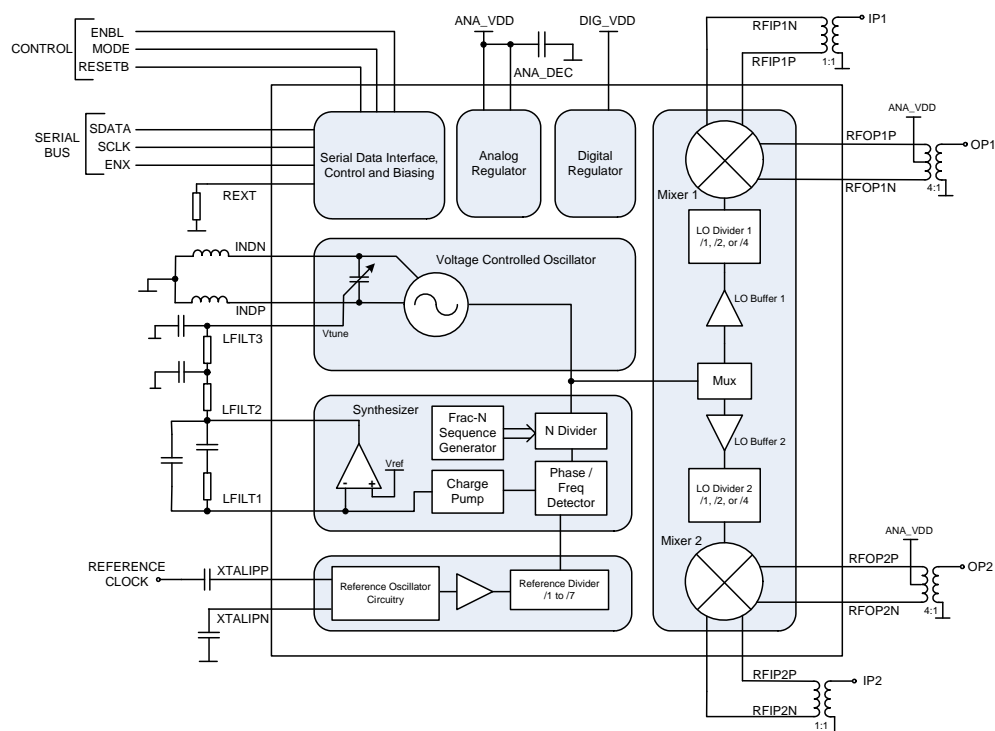 CONTROL
ENBL
MODE
RESETB
ANA_VDD
ANA_DEC
DIG_VDD
RFIP1N
RFIP1P
IP1
1:1
SERIAL
BUS
SDATA
SCLK
ENX
REXT
Serial Data Interface,
Control and Biasing
Analog
Regulator
Digital
Regulator
Mixer 1
ANA_VDD
RFOP1P
RFOP1N
OP1
4:1
LO Divider 1
/1, /2, or /4
LO Buffer 1
INDN
INDP
Voltage Controlled Oscillator
Vtune
LFILT3
Mux
LFILT2
Synthesizer
Frac-N
Sequence
Generator
N Divider
LO Buffer 2
Vref
-
+
Charge
Pump
Phase /
Freq
Detector
LFILT1
LO Divider 2
/1, /2, or /4
Mixer 2
ANA_VDD
RFOP2P
RFOP2N
OP2
4:1
REFERENCE
CLOCK
XTALIPP
XTALIPN
Reference Oscillator
Circuitry
Reference Divider
/1 to /7
RFIP2P
RFIP2N
IP2
1:1